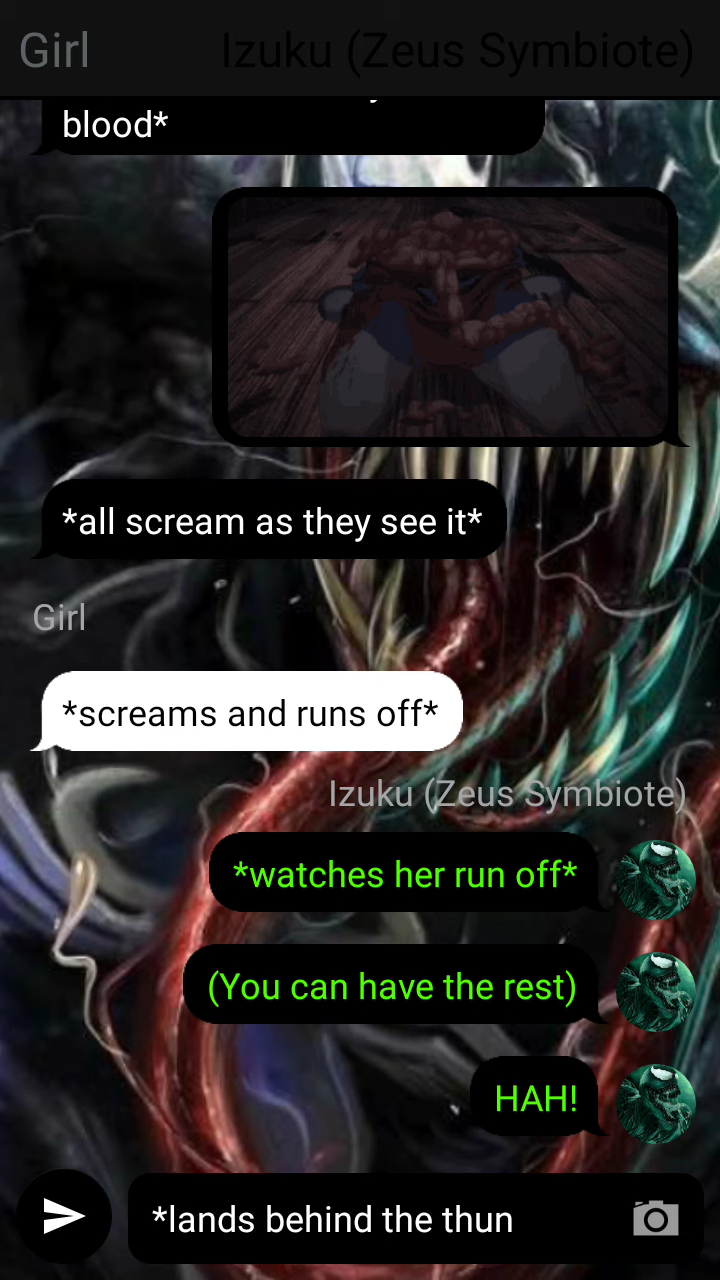 Girl
Izuku (Zeus Symbiote)
blood*
*all scream as they see it*
Girl
*screams and runs off*
Izuku (Zeus Symbiote)
*watches her run off*
(You can have the rest)
HAH!
*lands behind the thun